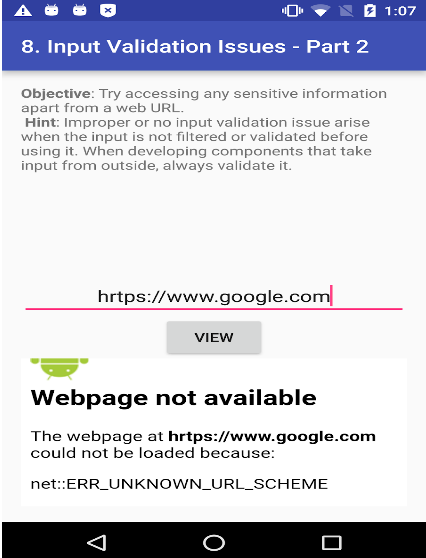 1:07
8. Input Validation Issues - Part 2
Objective: Try accessing any sensitive information
apart from a web URL.
Hint: Improper or no input validation issue arise
when the input is not filtered or validated before
using it. When developing components that take
input from outside, always validate it.
hrtps://www.google.com
VIEW
Webpage not available
The webpage at hrtps://www.google.com
could not be loaded because:
net::ERR_UNKNOWN_URL_SCHEME